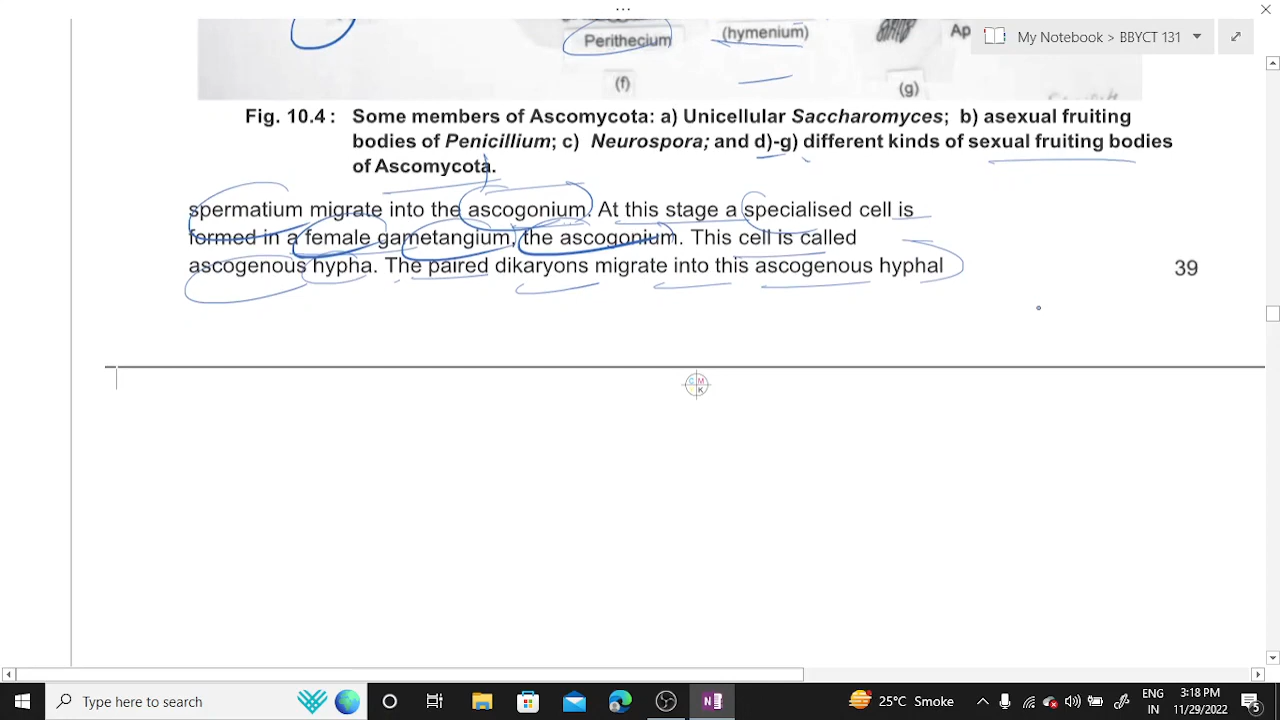 ...
Perithecium
(hymenium)
Ap
My Notebook > BBYCT 131
(f)
(g)
Fig. 10.4 : Some members of Ascomycota: a) Unicellular Saccharomyces; b) asexual fruiting
bodies of Penicillium; c) Neurospora; and d)-g) different kinds of sexual fruiting bodies
of Ascomycota.
spermatium migrate into the ascogonium. At this stage a specialised cell is
formed in a female gametangium, the ascogonium. This cell is called
ascogenous hypha. The paired dikaryons migrate into this ascogenous hyphal
39
C M
K
Type here to search
25°C Smoke
ENG
IN
3:18 PM
11/29/2022
5